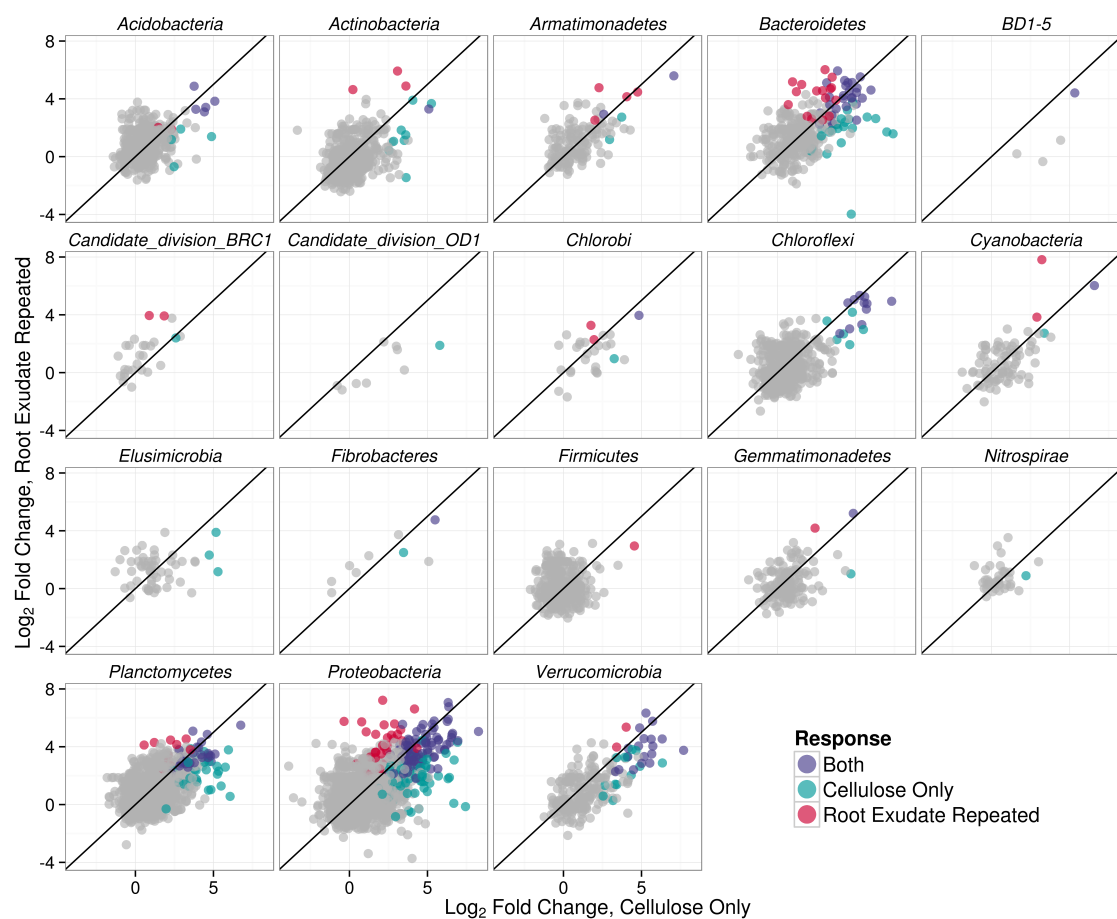 Acidobacteria Actinobacteria Armatimonadetes Bacteroidetes BD1-5
8
4
0
-4
Candidate_division_BRC1 Candidate_division_OD1 Chlorobi Chloroflexi Cyanobacteria
8
4
0
-4
Elusimicrobia Fibrobacteres Firmicutes Gemmatimonadetes Nitrospirae
8
4
0
-4
Planctomycetes Proteobacteria Verrucomicrobia
8
4
0
-4
0 5 0 5 0 5
Log2 Fold Change, Root Exudate Repeated
Log2 Fold Change, Cellulose Only
Response
Both
Cellulose Only
Root Exudate Repeated